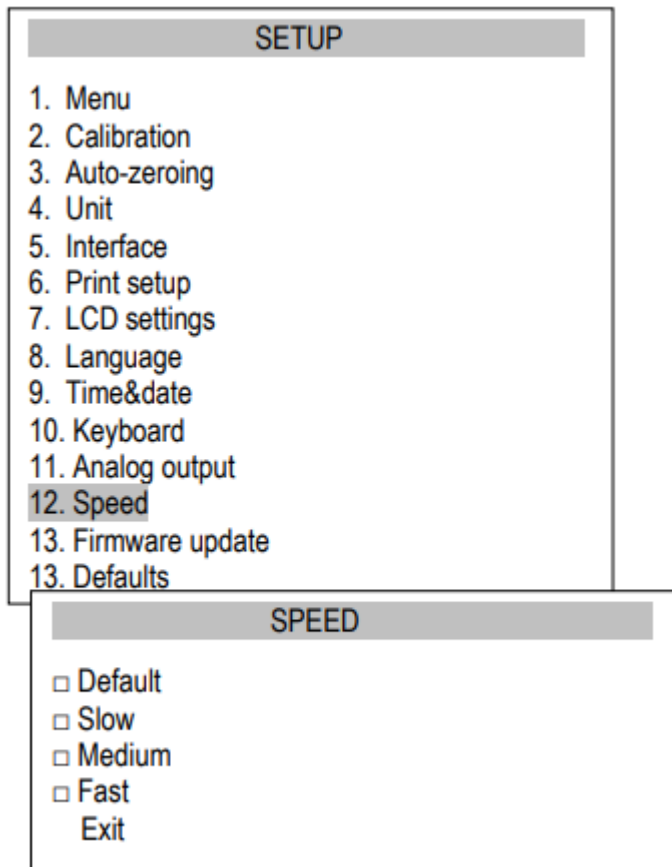 SETUP
1. Menu
2. Calibration
3. Auto-zeroing
4. Unit
5. Interface
6. Print setup
7. LCD settings
8. Language
9. Time&date
10. Keyboard
11. Analog output
12. Speed
13. Firmware update
13. Defaults
SPEED
□ Default
□ Slow
□ Medium
□ Fast
Exit